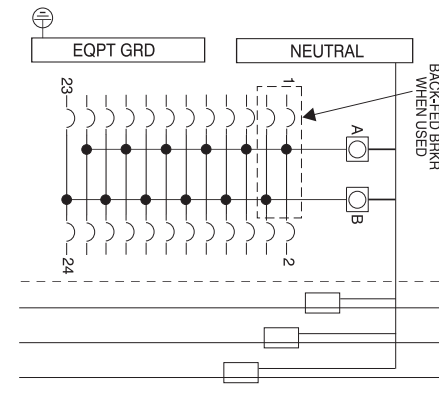 EQPT GRD
NEUTRAL
23
1
BACK-FED BRKR
WHEN USED
A
B
24
2